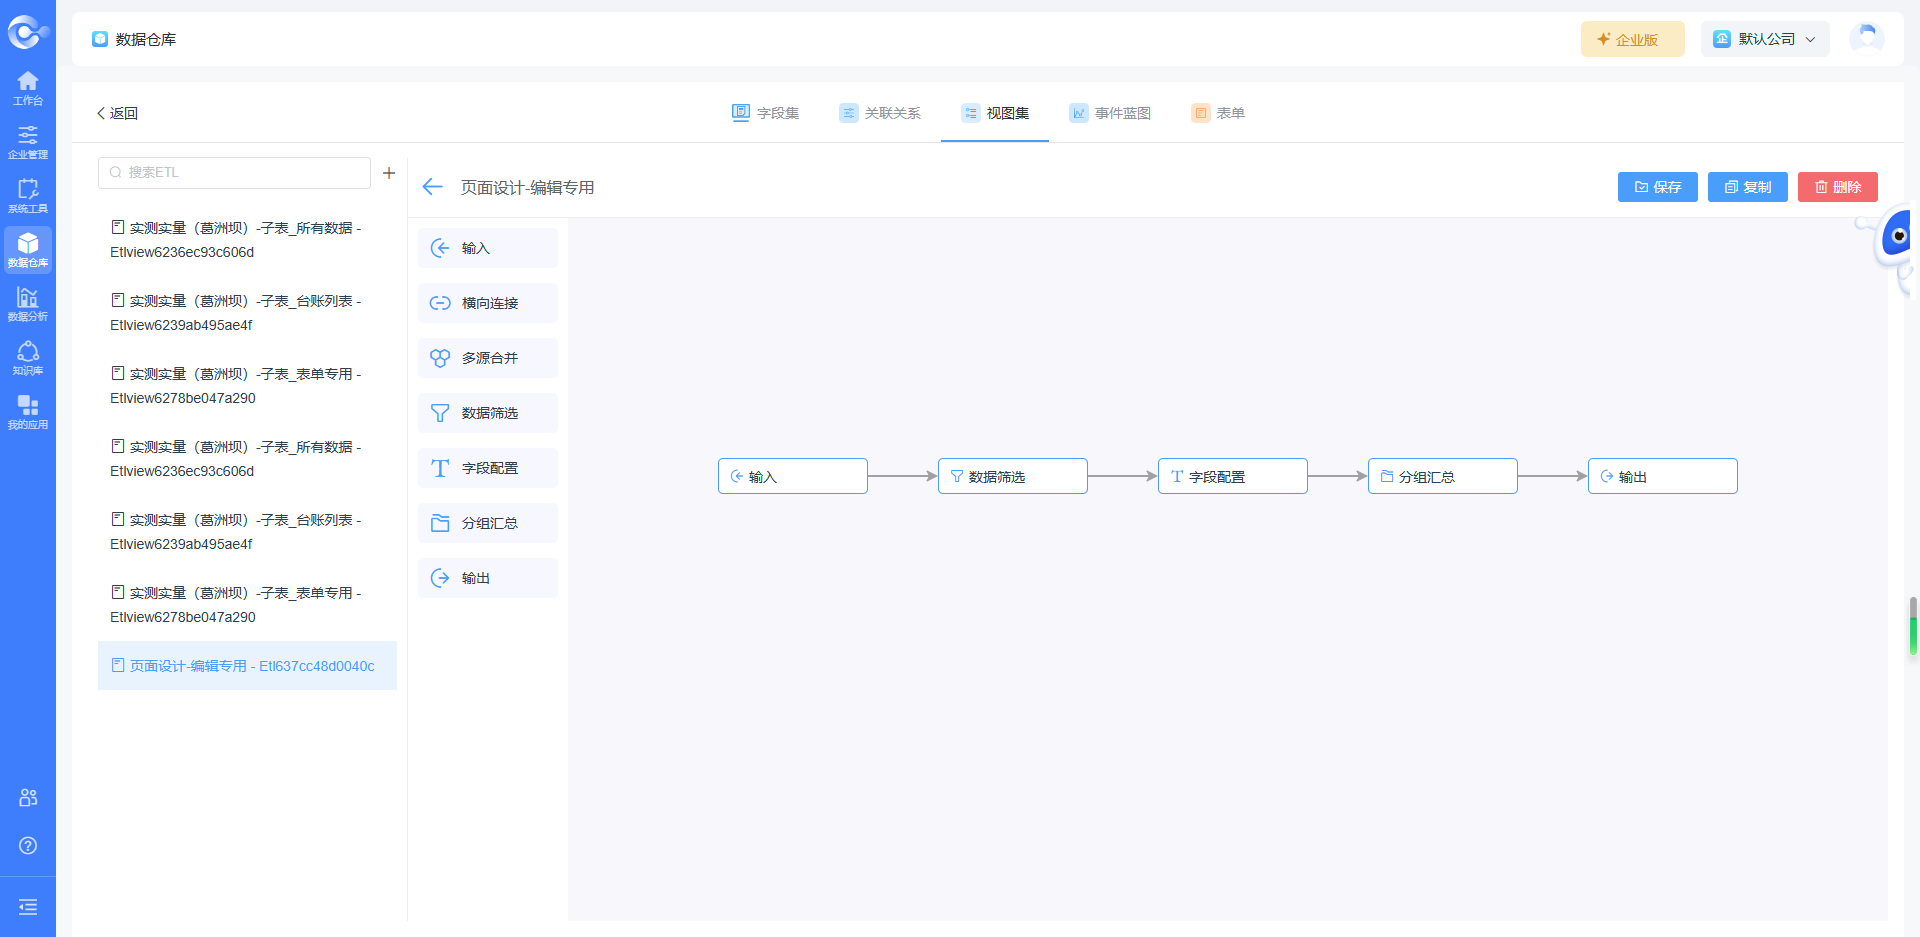 数据仓库
企业版
企 默认公司
工作台
企业管理
系统工具
数据仓库
数据分析
知识库
我的应用
返回
字段集
关联关系
视图集
事件蓝图
表单
搜索ETL
实测实量（葛洲坝）-子表_所有数据 -
Etlview6236ec93c606d
实测实量（葛洲坝）-子表_台账列表 -
Etlview6239ab495ae4f
实测实量（葛洲坝）-子表_表单专用 -
Etlview6278be047a290
实测实量（葛洲坝）-子表_所有数据 -
Etlview6236ec93c606d
实测实量（葛洲坝）-子表_台账列表 -
Etlview6239ab495ae4f
实测实量（葛洲坝）-子表_表单专用 -
Etlview6278be047a290
页面设计-编辑专用 - Etl637cc48d0040c
页面设计-编辑专用
保存
复制
删除
输入
横向连接
多源合并
数据筛选
字段配置
分组汇总
输出
输入
数据筛选
字段配置
分组汇总
输出